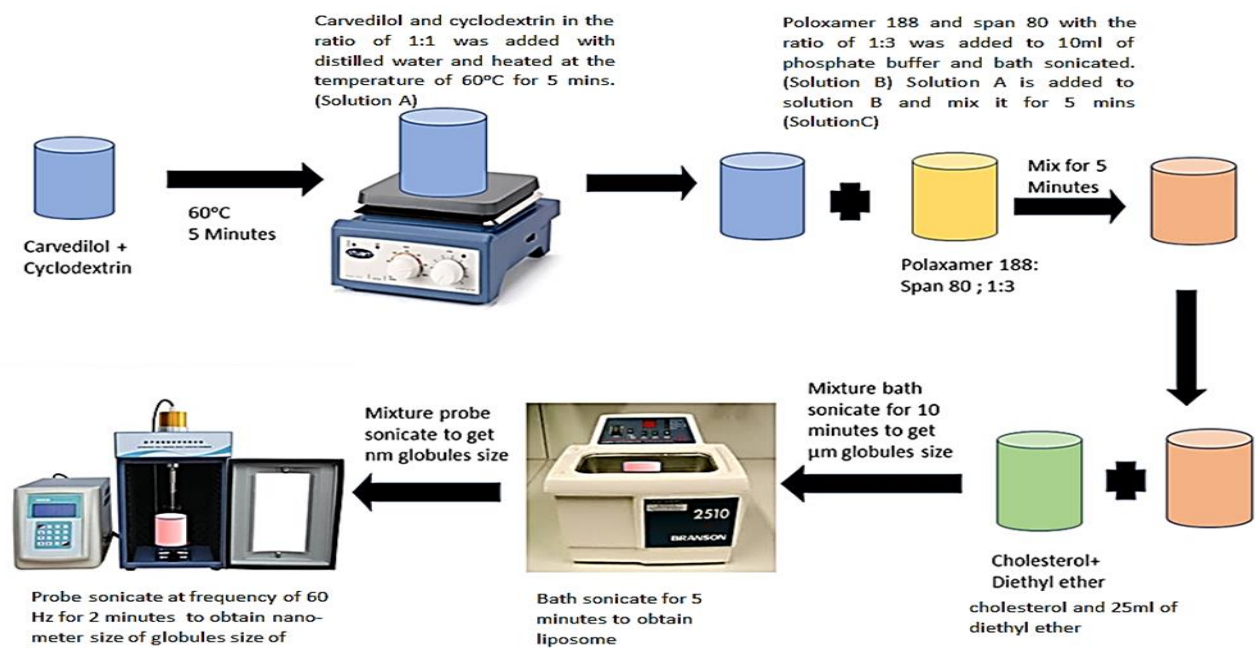 Carvedilol and cyclodextrin in the
ratio of 1:1 was added with
distilled water and heated at the
temperature of 60°C for 5 mins.
(Solution A)
Poloxamer 188 and span 80 with the
ratio of 1:3 was added to 10ml of
phosphate buffer and bath sonicated.
(Solution B) Solution A is added to
solution B and mix it for 5 mins
(SolutionC)
60°C
5 Minutes
Carvedilol +
Cyclodextrin
Mix for 5
Minutes
Polaxamer 188:
Span 80 ; 1:3
Mixture probe
sonicate to get
nm globules size
2510
BRANSON
Mixture bath
sonicate for 10
minutes to get
µm globules size
Cholesterol+
Diethyl ether
cholesterol and 25ml of
diethyl ether
Bath sonicate for 5
minutes to obtain
liposome
Probe sonicate at frequency of 60
Hz for 2 minutes to obtain nano-
meter size of globules size of